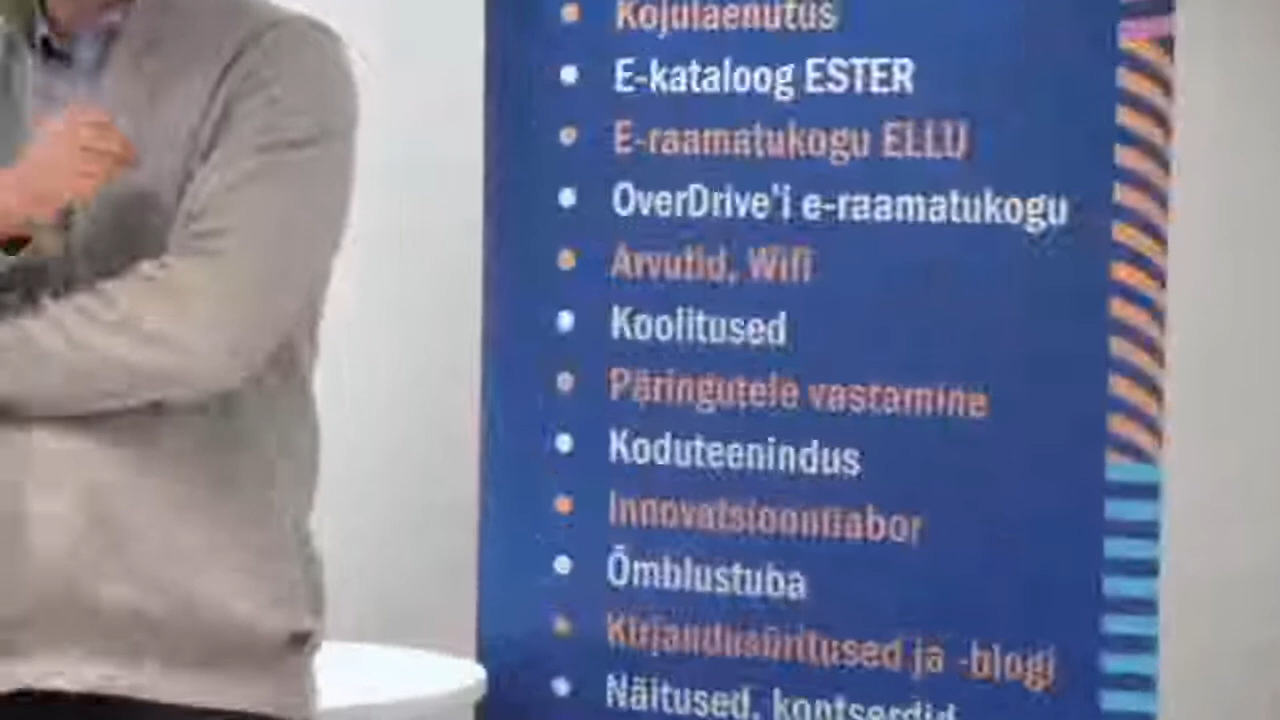 Kojulaenutus
E-kataloog ESTER
E-raamatukogu ELLU
OverDrive'i e-raamatukogu
Arvutid, Wifi
Koolitused
Päringutele vastamine
Koduteenindus
Innovatsioonilabor
Õmblustuba
Kirjandusüritused ja -blogi
Näitused, kontserdid